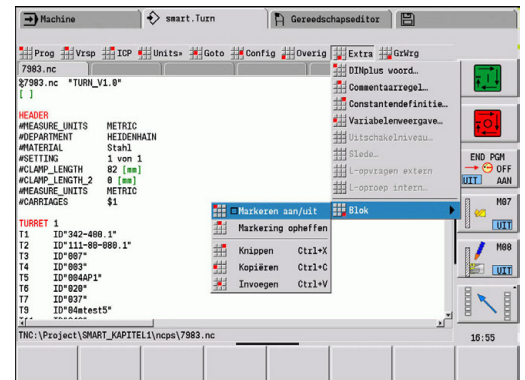 Machine smart.Turn Gereedschapseditor
Prog Vrsp ICP Units» Goto Config Overig Extra GrWrg
7983.nc
%7983.nc "TURN_V1.0"
[ ]
HEADER
#MEASURE_UNITS METRIC
#DEPARTMENT HEIDENHAIN
#MATERIAL Stahl
#SETTING 1 von 1
#CLAMP_LENGTH 82 [mm]
#CLAMP_LENGTH_2 0 [mm]
#MEASURE_UNITS METRIC
#CARRIAGES $1
TURRET 1
T1 ID"342-400.1"
T2 ID"111-80-080.1"
T3 ID"007"
T4 ID"003"
T5 ID"004AP1"
T6 ID"020"
T7 ID"037"
T9 ID"04mtest5"
DINplus woord…
Commentaarregel…
Constantendefinitie…
Variabelenweergave…
Uitschakelniveau…
Slede…
L-opvragen extern
L-oproep intern…
Blok
Markeren aan/uit
Markering opheffen
Knippen Ctrl+X
Kopiëren Ctrl+C
Invoegen Ctrl+V
TNC:\Project\SMART_KAPITEL1\ncps\7983.nc
END PGM
OFF
UIT AAN
M07
UIT
M08
UIT
16:55